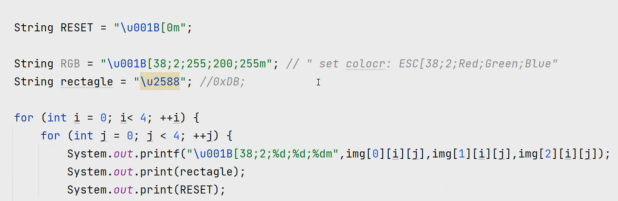 String RESET = "\u001B[0m";
String RGB = "\u001B[38;2;255;200;255m"; // " set colocr: ESC[38;2;Red;Green;Blue"
String rectagle = "\u2588"; //0xDB;
for (int i = 0; i< 4; ++i) {
for (int j = 0; j < 4; ++j) {
System.out.printf("\u001B[38;2;%d;%d;%dm",img[0][i][j],img[1][i][j],img[2][i][j]);
System.out.print(rectagle);
System.out.print(RESET);